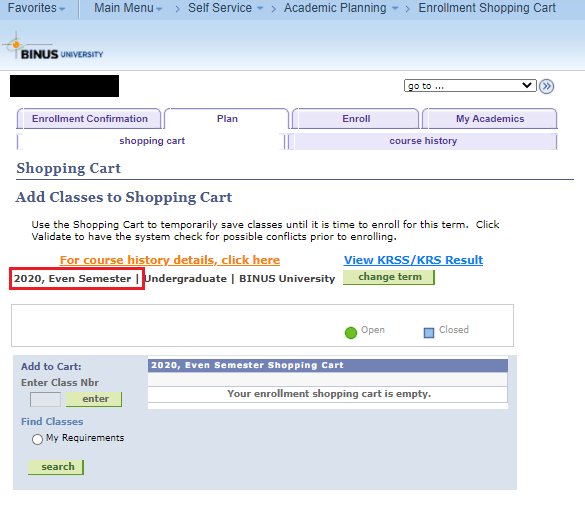 Favorites Main Menu > Self Service > Academic Planning > Enrollment Shopping Cart
BINUS UNIVERSITY
go to ...
Enrollment Confirmation Plan Enroll My Academics
shopping cart course history
Shopping Cart
Add Classes to Shopping Cart
Use the Shopping Cart to temporarily save classes until it is time to enroll for this term. Click
Validate to have the system check for possible conflicts prior to enrolling.
For course history details, click here View KRSS/KRS Result
2020, Even Semester | Undergraduate | BINUS University change term
Open Closed
Add to Cart:
2020, Even Semester Shopping Cart
Enter Class Nbr
Your enrollment shopping cart is empty.
enter
Find Classes
My Requirements
search